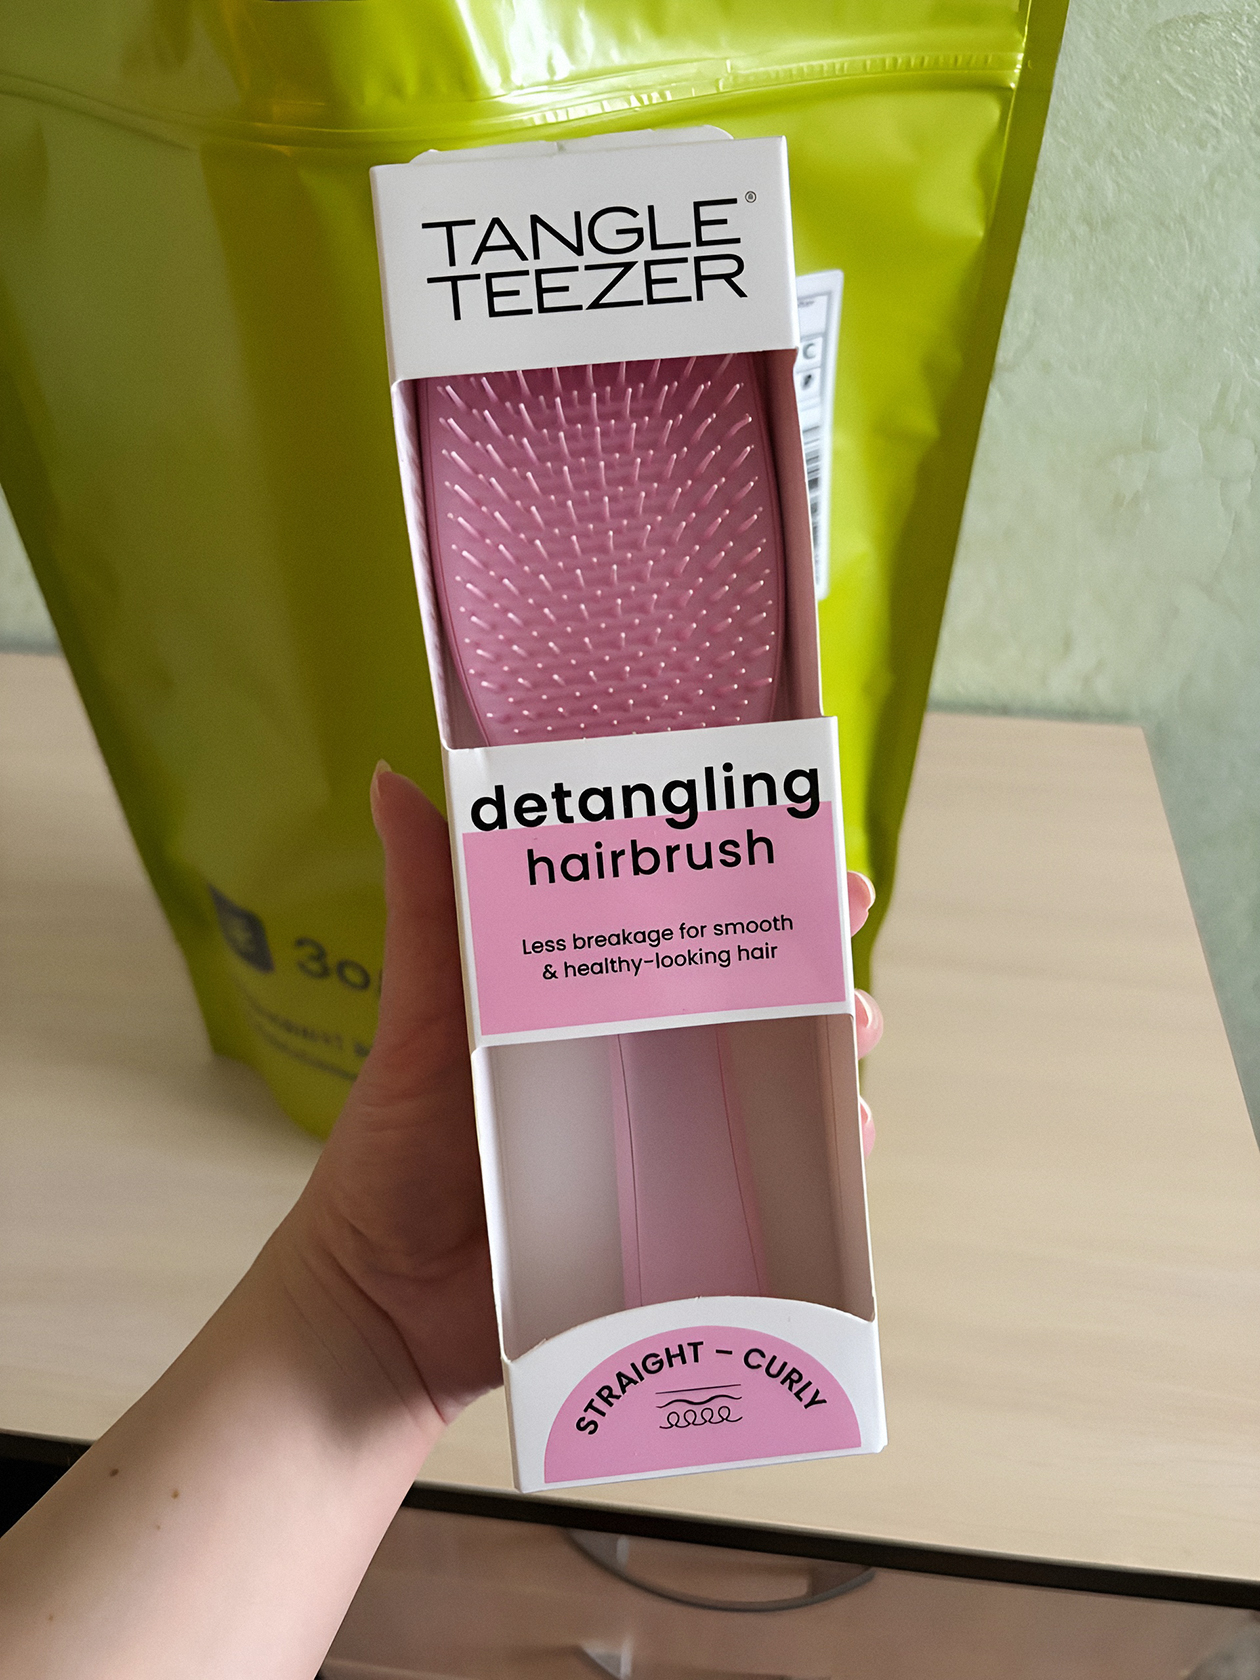 TANGLE®
TEEZER
detangling
hairbrush
Less breakage for smooth
& healthy-looking hair
STRAIGHT – CURLY